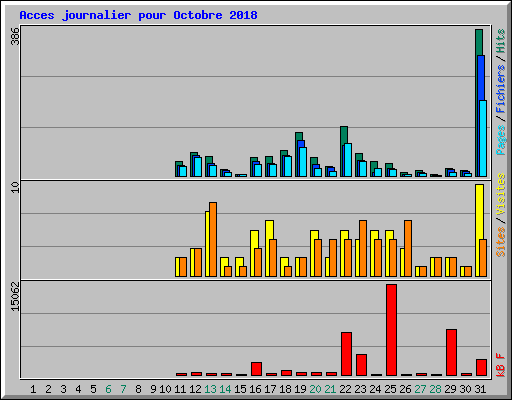 Acces journalier pour Octobre 2018
386
10
15062
Pages / Fichiers / Hits
Sites / Visites
kB F
1 2 3 4 5 6 7 8 9 10 11 12 13 14 15 16 17 18 19 20 21 22 23 24 25 26 27 28 29 30 31